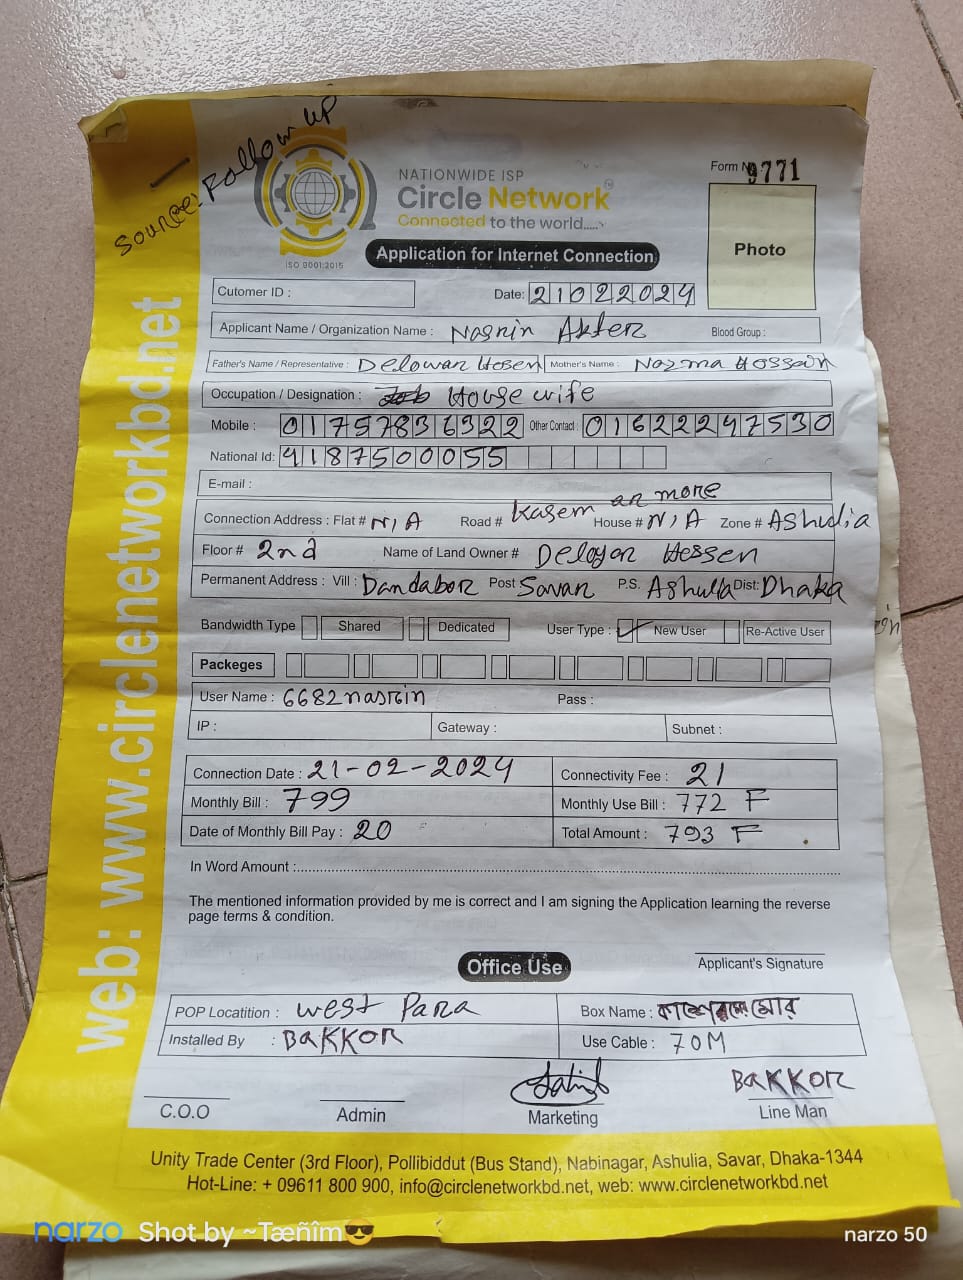 Source: Follow UP
NATIONWIDE ISP
Circle Network
Connected to the world.....
ISO 9001:2015
Form No 9771
Photo
Application for Internet Connection
Cutomer ID :
Date: 21022024
Applicant Name / Organization Name : Nasrin Akter Blood Group :
Father's Name / Representative : Delowar Hosen Mother's Name : Nazma Hossain
Occupation / Designation : House wife
Mobile : 01757836322 Other Contact : 01622247530
National Id: 4187500055
E-mail :
Connection Address : Flat # N/A Road # Kasem ar more House # N/A Zone # Ashulia
Floor # 2nd Name of Land Owner # Deloyar Hessen
Permanent Address : Vill : Dandabor Post Savar P.S. Ashulla Dist: Dhaka
Bandwidth Type Shared Dedicated User Type : New User Re-Active User
Packeges
User Name : 6682nasrin Pass :
IP : Gateway : Subnet :
Connection Date : 21-02-2024 Connectivity Fee : 21
Monthly Bill : 799 Monthly Use Bill : 772 F
Date of Monthly Bill Pay : 20 Total Amount : 793 F
In Word Amount :
The mentioned information provided by me is correct and I am signing the Application learning the reverse
page terms & condition.
Applicant's Signature
Office Use
POP Locatition : West Para Box Name : মোর
Installed By : BAKKOR Use Cable : 70M
BAKKOR
C.O.O Admin Marketing Line Man
Unity Trade Center (3rd Floor), Pollibiddut (Bus Stand), Nabinagar, Ashulia, Savar, Dhaka-1344
Hot-Line: + 09611 800 900, info@circlenetworkbd.net, web: www.circlenetworkbd.net
web: www.circlenetworkbd.net
narzo Shot by ~Tæñîm😎 narzo 50